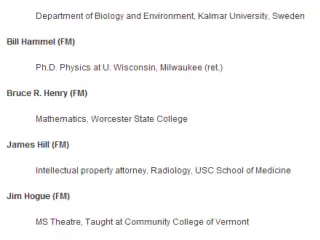 Department of Biology and Environment, Kalmar University, Sweden
Bill Hammel (FM)
Ph.D. Physics at U. Wisconsin, Milwaukee (ret.)
Bruce R. Henry (FM)
Mathematics, Worcester State College
James Hill (FM)
Intellectual property attorney, Radiology, USC School of Medicine
Jim Hogue (FM)
MS Theatre, Taught at Community College of Vermont